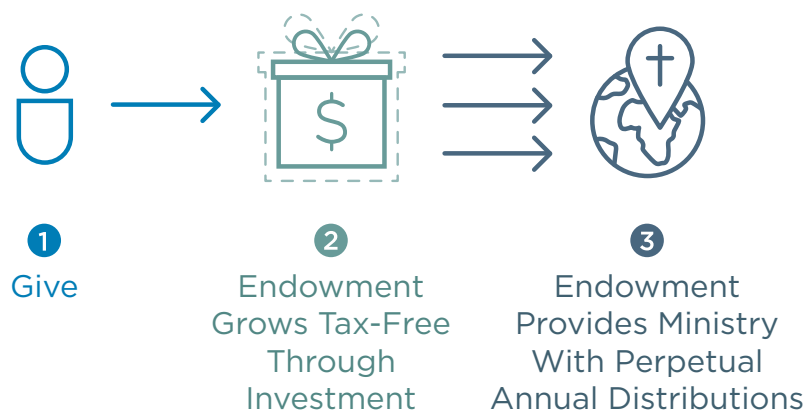 $
1
Give
2
Endowment
Grows Tax-Free
Through
Investment
3
Endowment
Provides Ministry
With Perpetual
Annual Distributions